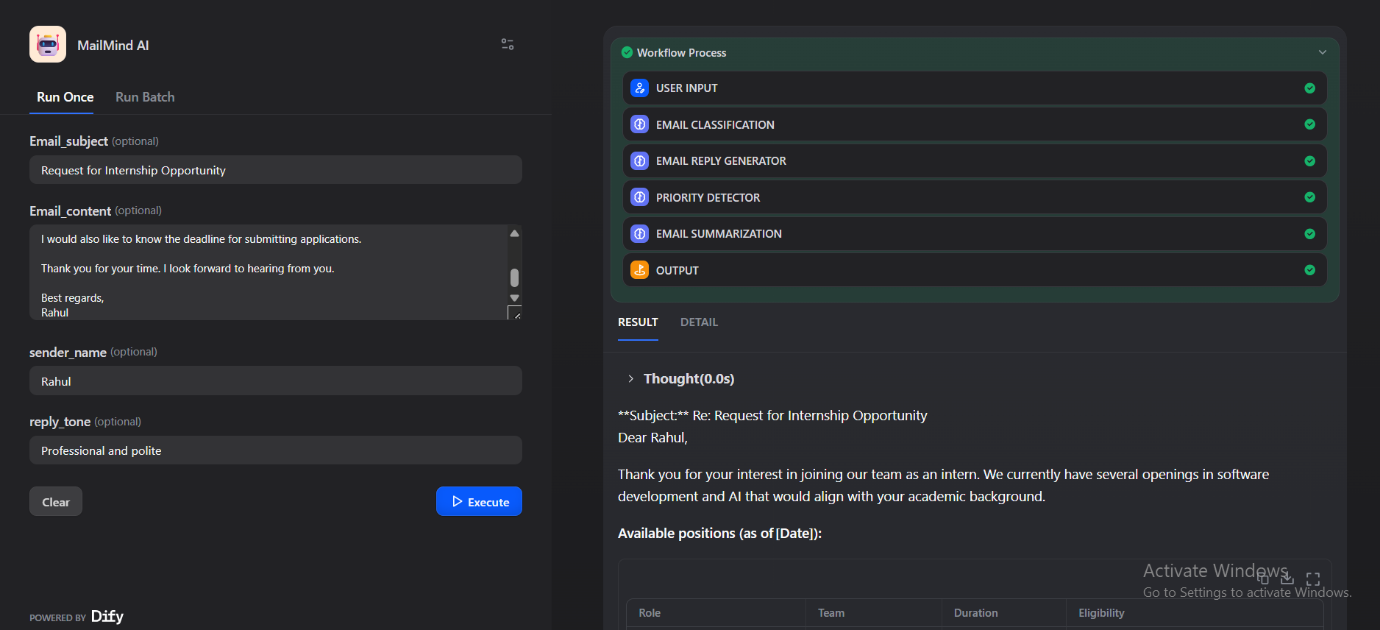 MailMind AI
Run Once
Run Batch
Email_subject (optional)
Request for Internship Opportunity
Email_content (optional)
I would also like to know the deadline for submitting applications.
Thank you for your time. I look forward to hearing from you.
Best regards,
Rahul
sender_name (optional)
Rahul
reply_tone (optional)
Professional and polite
Clear
Execute
POWERED BY Dify
Workflow Process
USER INPUT
EMAIL CLASSIFICATION
EMAIL REPLY GENERATOR
PRIORITY DETECTOR
EMAIL SUMMARIZATION
OUTPUT
RESULT
DETAIL
Thought(0.0s)
**Subject:** Re: Request for Internship Opportunity
Dear Rahul,
Thank you for your interest in joining our team as an intern. We currently have several openings in software
development and AI that would align with your academic background.
Available positions (as of [Date]):
Activate Windows
Go to Settings to activate Windows.
Role Team Duration Eligibility